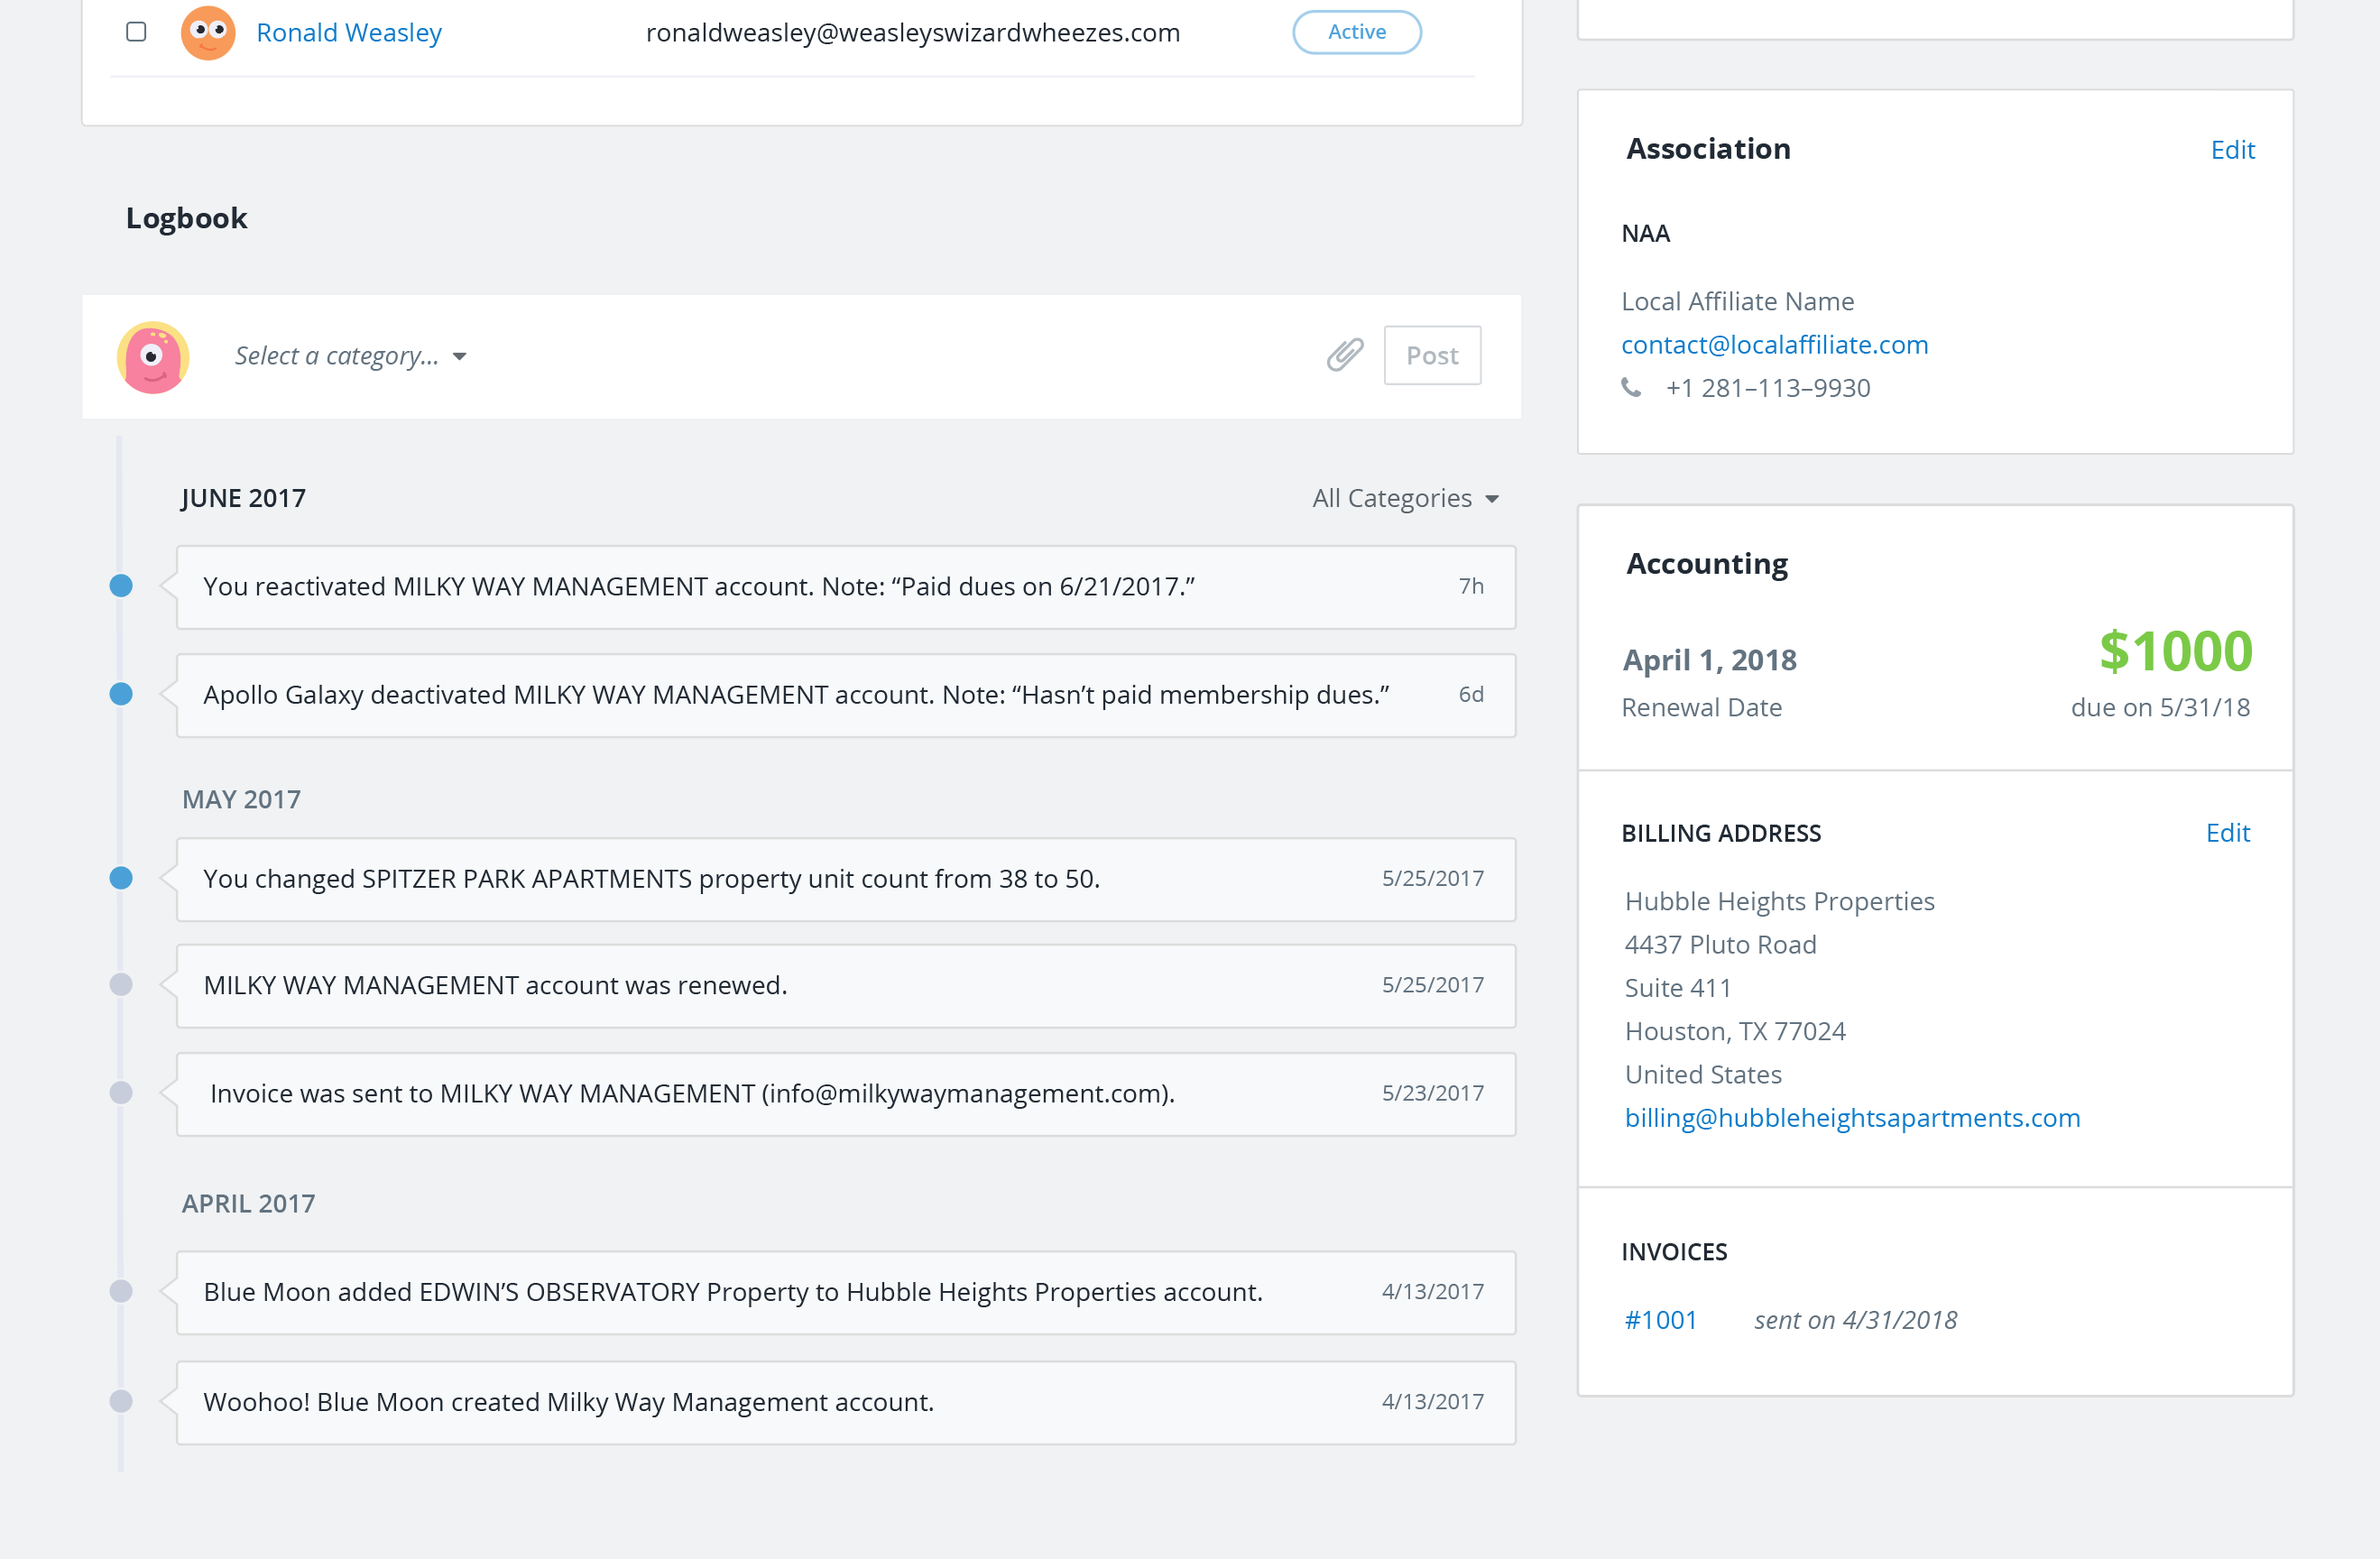 Ronald Weasley
ronaldweasley@weasleyswizardwheezes.com
Active
Logbook
Select a category...
Post
JUNE 2017
All Categories
You reactivated MILKY WAY MANAGEMENT account. Note: “Paid dues on 6/21/2017.”
7h
Apollo Galaxy deactivated MILKY WAY MANAGEMENT account. Note: “Hasn’t paid membership dues.”
6d
MAY 2017
You changed SPITZER PARK APARTMENTS property unit count from 38 to 50.
5/25/2017
MILKY WAY MANAGEMENT account was renewed.
5/25/2017
Invoice was sent to MILKY WAY MANAGEMENT (info@milkywaymanagement.com).
5/23/2017
APRIL 2017
Blue Moon added EDWIN’S OBSERVATORY Property to Hubble Heights Properties account.
4/13/2017
Woohoo! Blue Moon created Milky Way Management account.
4/13/2017
Association
Edit
NAA
Local Affiliate Name
contact@localaffiliate.com
+1 281–113–9930
Accounting
April 1, 2018
$1000
Renewal Date
due on 5/31/18
BILLING ADDRESS
Edit
Hubble Heights Properties
4437 Pluto Road
Suite 411
Houston, TX 77024
United States
billing@hubbleheightsapartments.com
INVOICES
#1001
sent on 4/31/2018